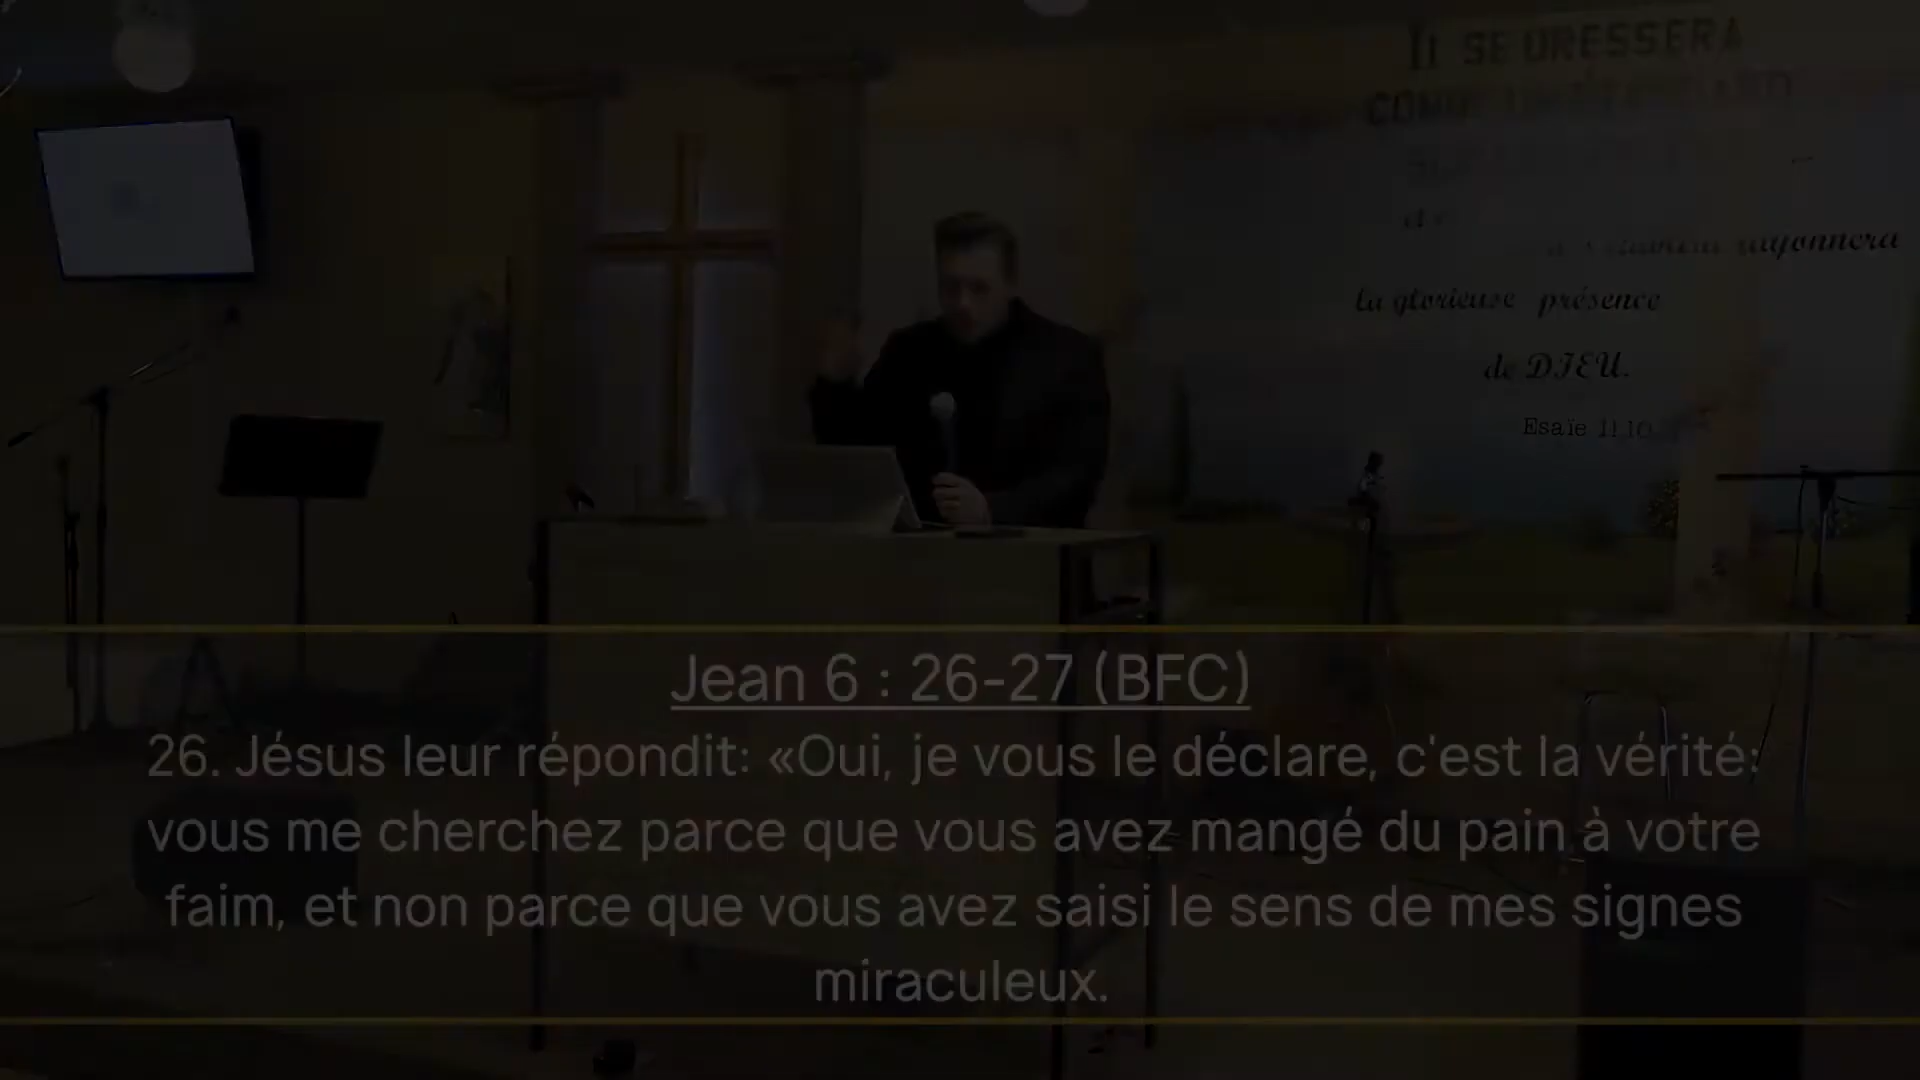 Il SE DRESSERA
rayonnera
la glorieuse présence
de DIEU.
Esaïe 11.10
Jean 6 : 26-27 (BFC)
26. Jésus leur répondit: «Oui, je vous le déclare, c'est la vérité:
vous me cherchez parce que vous avez mangé du pain à votre
faim, et non parce que vous avez saisi le sens de mes signes
miraculeux.